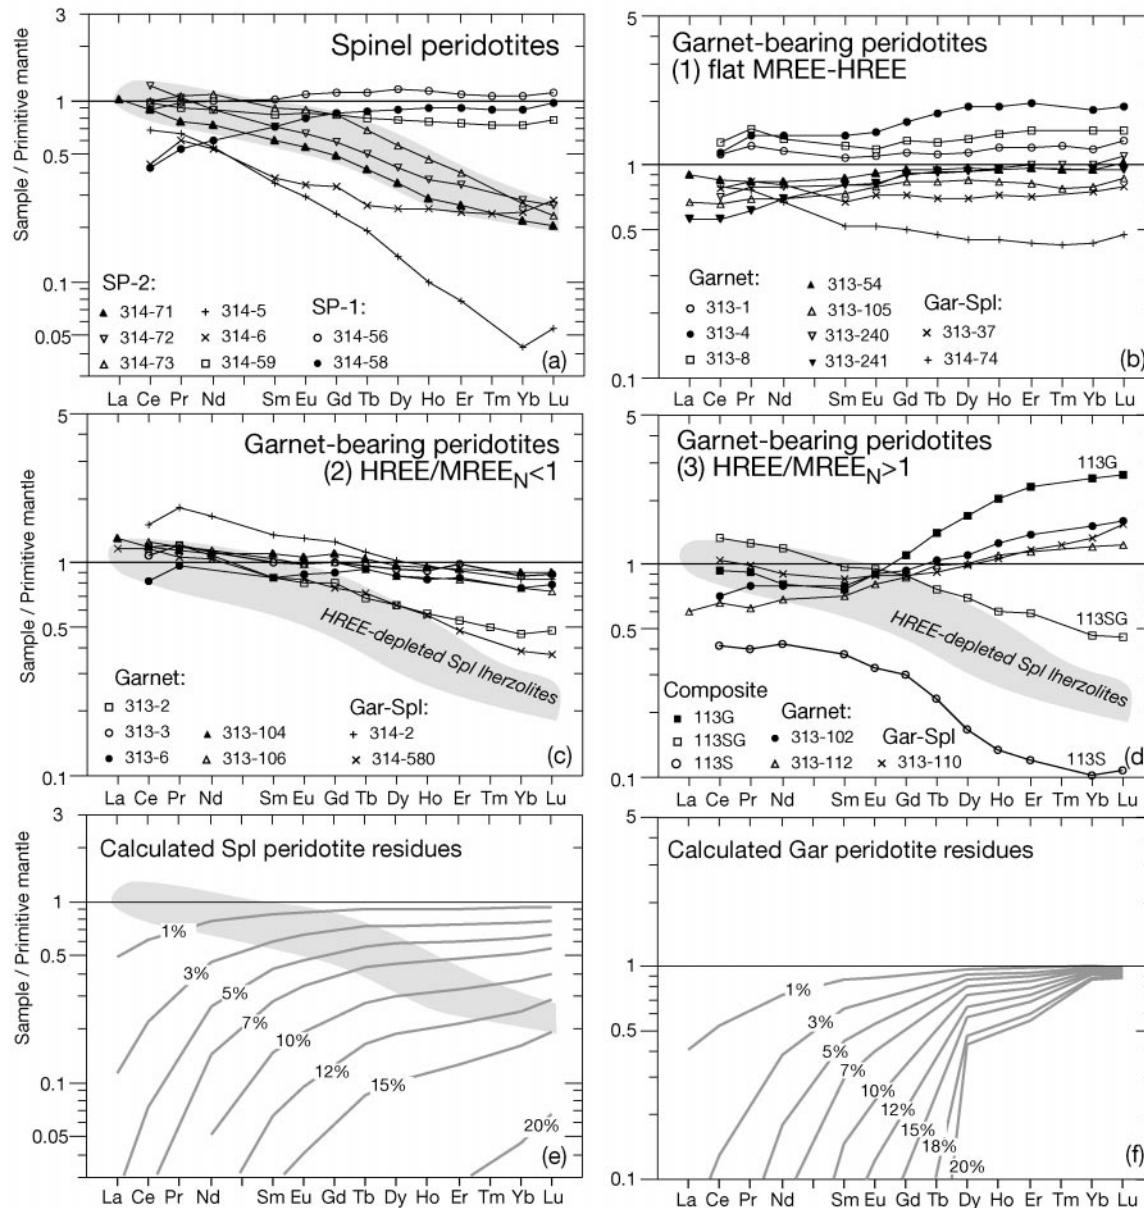 3
Spinel peridotites
1
0.5
0.1
0.05
Sample / Primitive mantle
SP-2:
314-71
314-72
314-73
314-5
314-6
314-59
SP-1:
314-56
314-58
(a)
La Ce Pr Nd Sm Eu Gd Tb Dy Ho Er Tm Yb Lu
5
Garnet-bearing peridotites
(1) flat MREE-HREE
1
0.5
0.1
Garnet:
313-1
313-4
313-8
313-54
313-105
313-240
313-241
Gar-Spl:
313-37
314-74
(b)
La Ce Pr Nd Sm Eu Gd Tb Dy Ho Er Tm Yb Lu
5
Garnet-bearing peridotites
(2) HREE/MREEN<1
1
0.5
0.1
Sample / Primitive mantle
HREE-depleted Spl lherzolites
Garnet:
313-2
313-3
313-6
313-104
313-106
Gar-Spl:
314-2
314-580
(c)
La Ce Pr Nd Sm Eu Gd Tb Dy Ho Er Tm Yb Lu
5
Garnet-bearing peridotites
(3) HREE/MREEN>1
113G
1
0.5
0.1
HREE-depleted Spl lherzolites
113SG
113S
Composite
113G
113SG
113S
Garnet:
313-102
313-112
Gar-Spl
313-110
(d)
La Ce Pr Nd Sm Eu Gd Tb Dy Ho Er Tm Yb Lu
3
Calculated Spl peridotite residues
1
0.5
0.1
0.05
Sample / Primitive mantle
1%
3%
5%
7%
10%
12%
15%
20%
(e)
La Ce Pr Nd Sm Eu Gd Tb Dy Ho Er Tm Yb Lu
5
Calculated Gar peridotite residues
1
0.5
0.1
1%
3%
5%
7%
10%
12%
15%
18%
20%
(f)
La Ce Pr Nd Sm Eu Gd Tb Dy Ho Er Tm Yb Lu